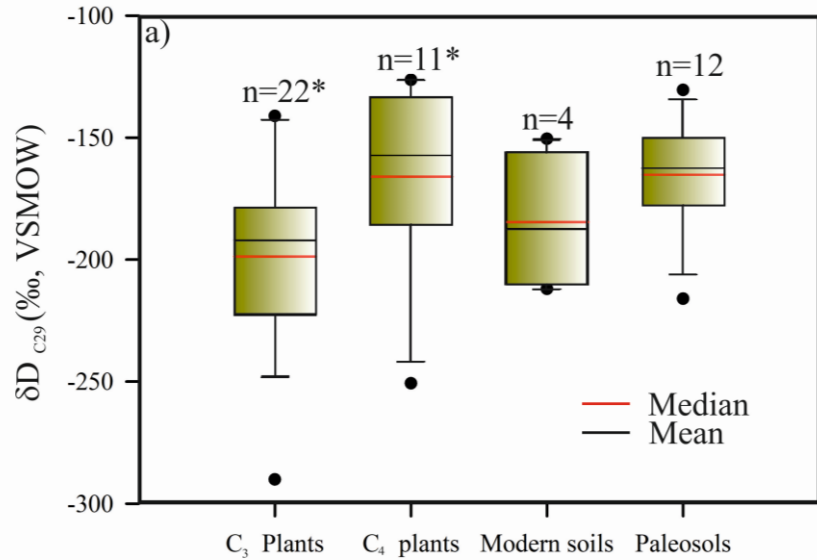 a)
-100
-150
-200
-250
-300
δD C29 (‰, VSMOW)
n=22*
n=11*
n=4
n=12
Median
Mean
C3 Plants
C4 plants
Modern soils
Paleosols